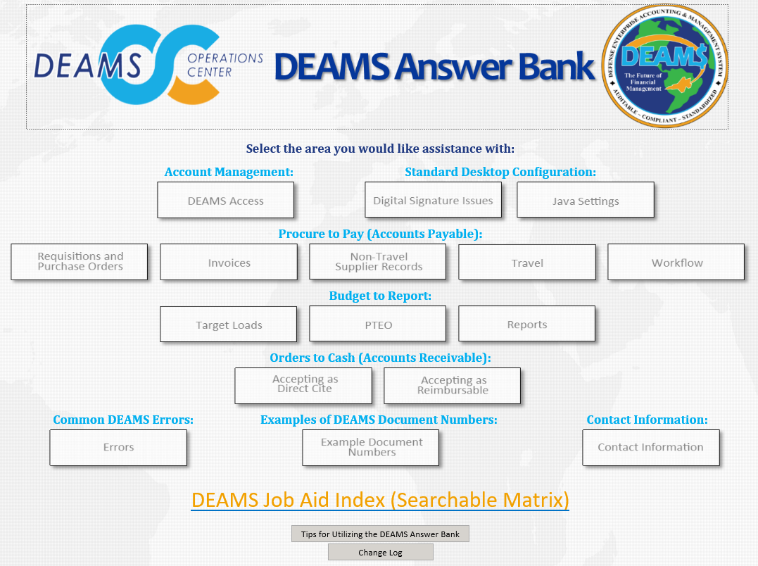 DEAMS
OPERATIONS
CENTER
DEAMS Answer Bank
DEFENSE ENTERPRISE ACCOUNTING & MANAGEMENT SYSTEM
DEAMS
The Future of
Financial
Management
AUDITABLE - COMPLIANT - STANDARDIZED
Select the area you would like assistance with:
Account Management:
Standard Desktop Configuration:
DEAMS Access
Digital Signature Issues
Java Settings
Procure to Pay (Accounts Payable):
Requisitions and
Purchase Orders
Invoices
Non-Travel
Supplier Records
Travel
Workflow
Budget to Report:
Target Loads
PTEO
Reports
Orders to Cash (Accounts Receivable):
Accepting as
Direct Cite
Accepting as
Reimbursable
Common DEAMS Errors:
Examples of DEAMS Document Numbers:
Contact Information:
Errors
Example Document
Numbers
Contact Information
DEAMS Job Aid Index (Searchable Matrix)
Tips for Utilizing the DEAMS Answer Bank
Change Log